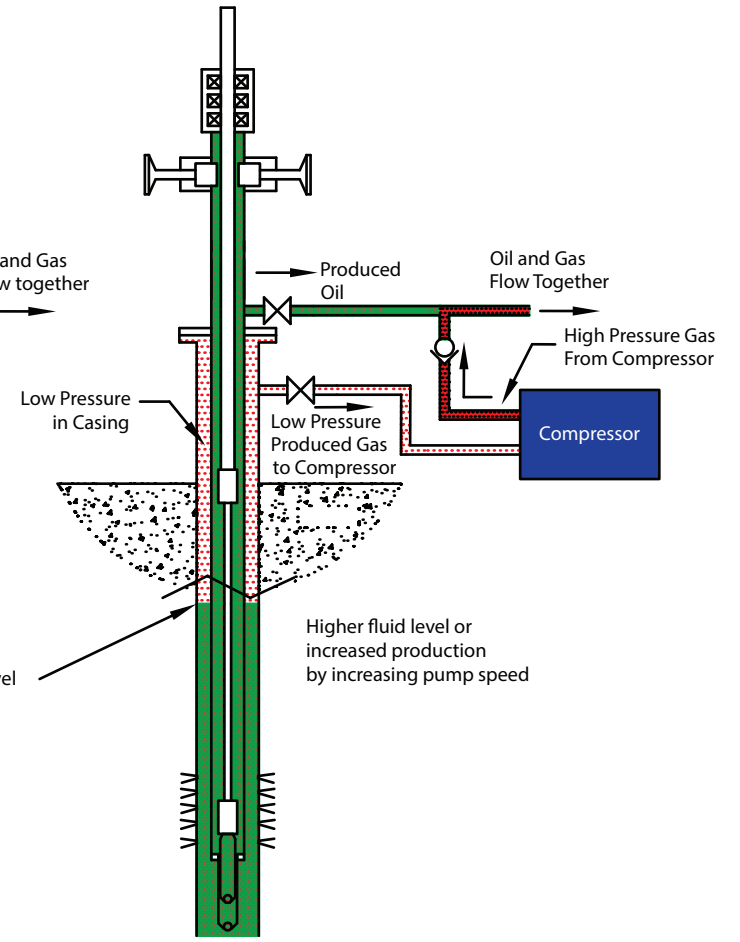 and Gas
together
Produced
Oil
Oil and Gas
Flow Together
High Pressure Gas
From Compressor
Low Pressure
in Casing
Low Pressure
Produced Gas
to Compressor
Compressor
Higher fluid level or
increased production
by increasing pump speed